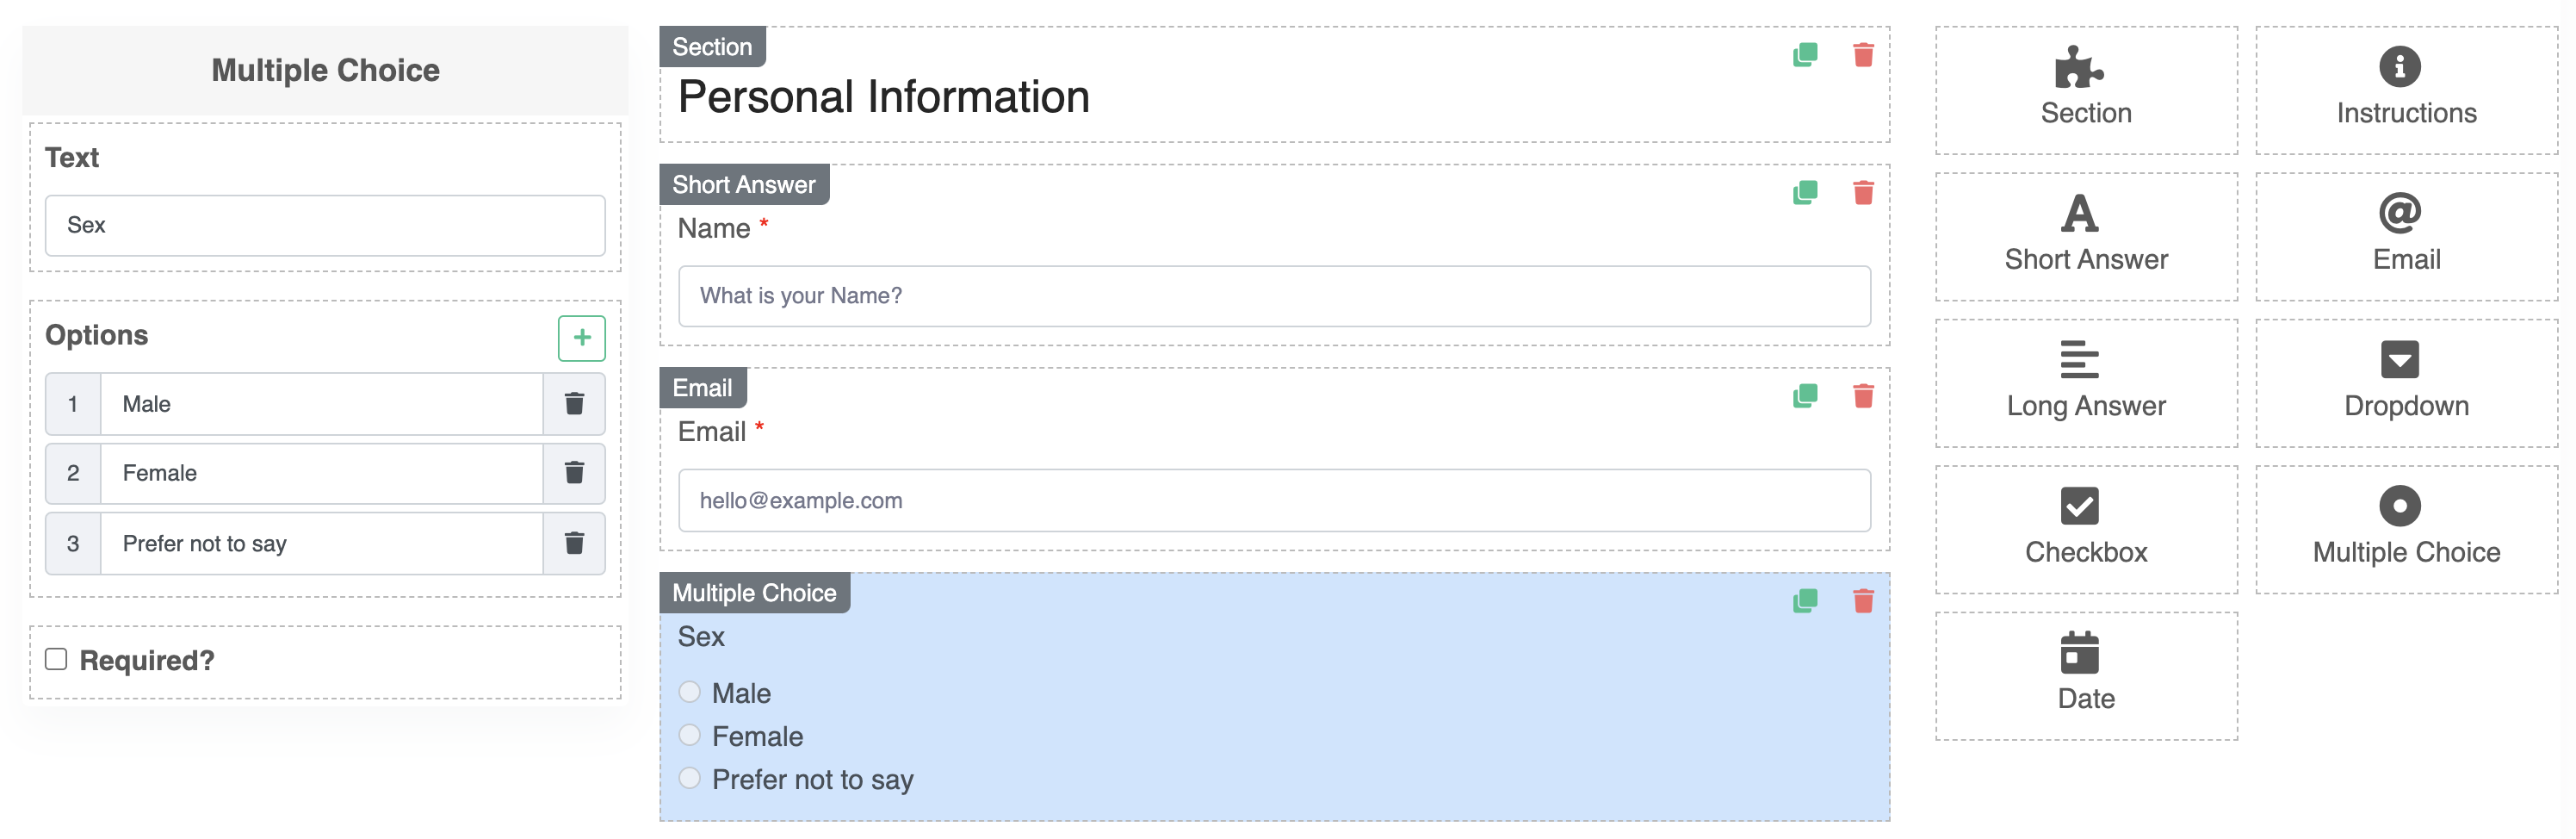 Multiple Choice
Text
Sex
Options
1 Male
2 Female
3 Prefer not to say
Required?
Section
Personal Information
Short Answer
Name *
What is your Name?
Email
Email *
hello@example.com
Multiple Choice
Sex
Male
Female
Prefer not to say
Section
Instructions
Short Answer
Email
Long Answer
Dropdown
Checkbox
Multiple Choice
Date